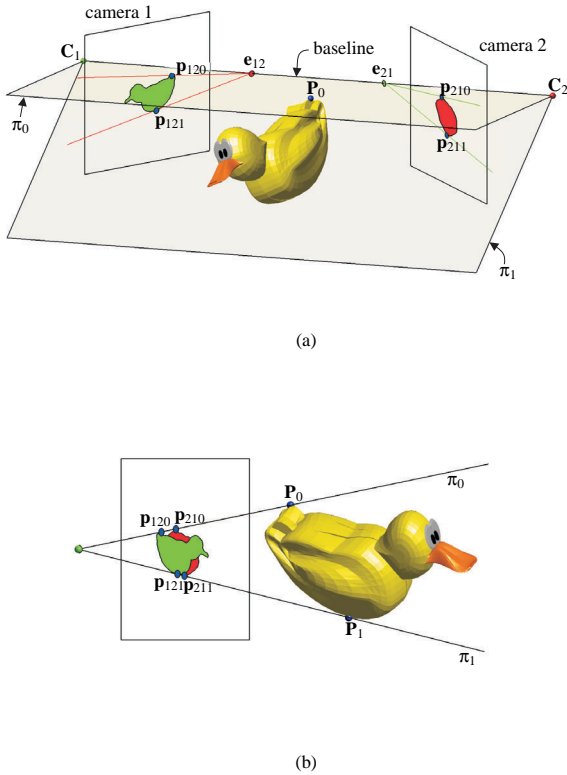 camera 1
C1
p120
e12
baseline
e21
camera 2
P0
p210
C2
π0
p121
p211
π1
(a)
P0
π0
p120
p210
p121
p211
P1
π1
(b)